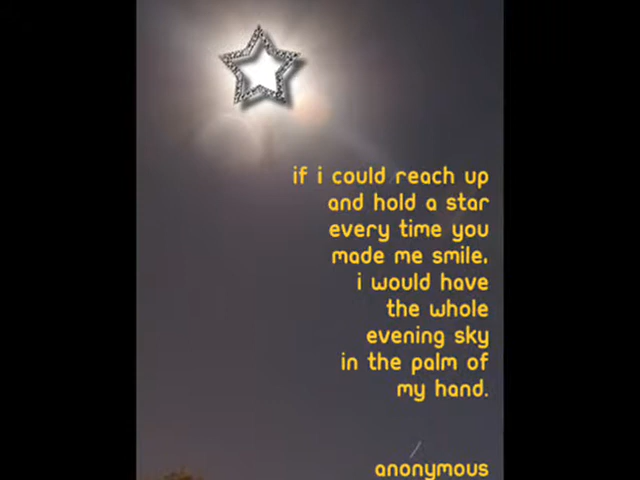 if i could reach up
and hold a star
every time you
made me smile,
i would have
the whole
evening sky
in the palm of
my hand.
anonymous